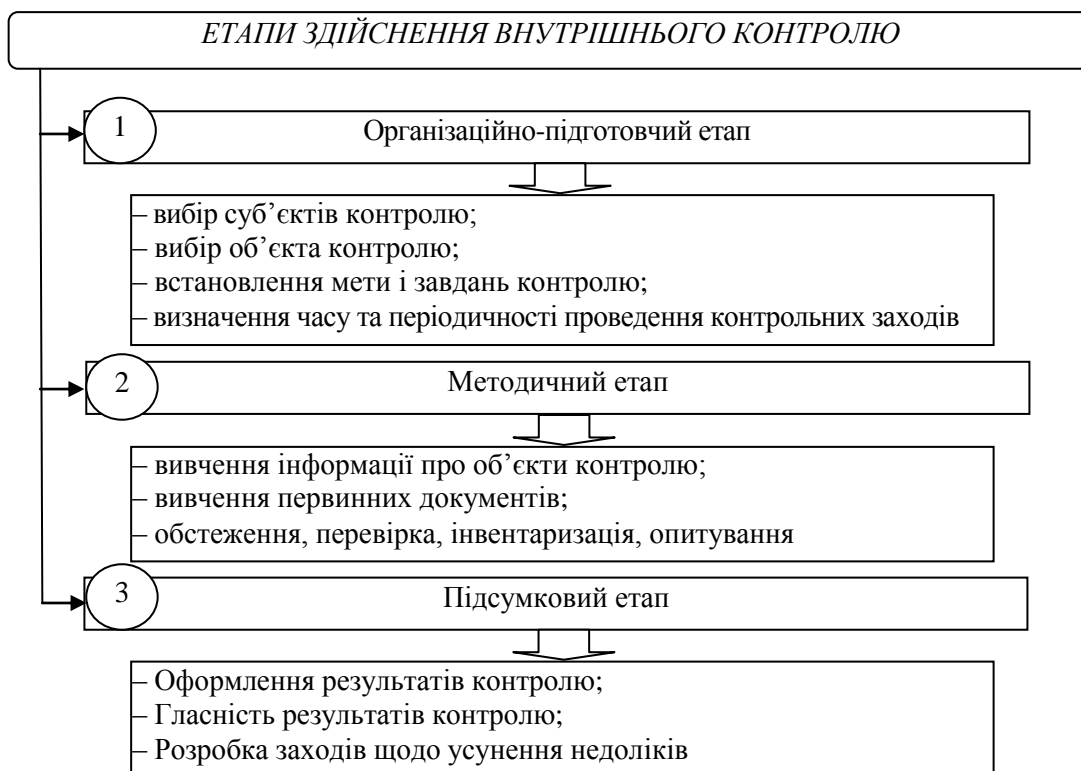 ЕТАПИ ЗДІЙСНЕННЯ ВНУТРІШНЬОГО КОНТРОЛЮ
1
Організаційно-підготовчий етап
– вибір суб’єктів контролю;
– вибір об’єкта контролю;
– встановлення мети і завдань контролю;
– визначення часу та періодичності проведення контрольних заходів
2
Методичний етап
– вивчення інформації про об’єкти контролю;
– вивчення первинних документів;
– обстеження, перевірка, інвентаризація, опитування
3
Підсумковий етап
– Оформлення результатів контролю;
– Гласність результатів контролю;
– Розробка заходів щодо усунення недоліків